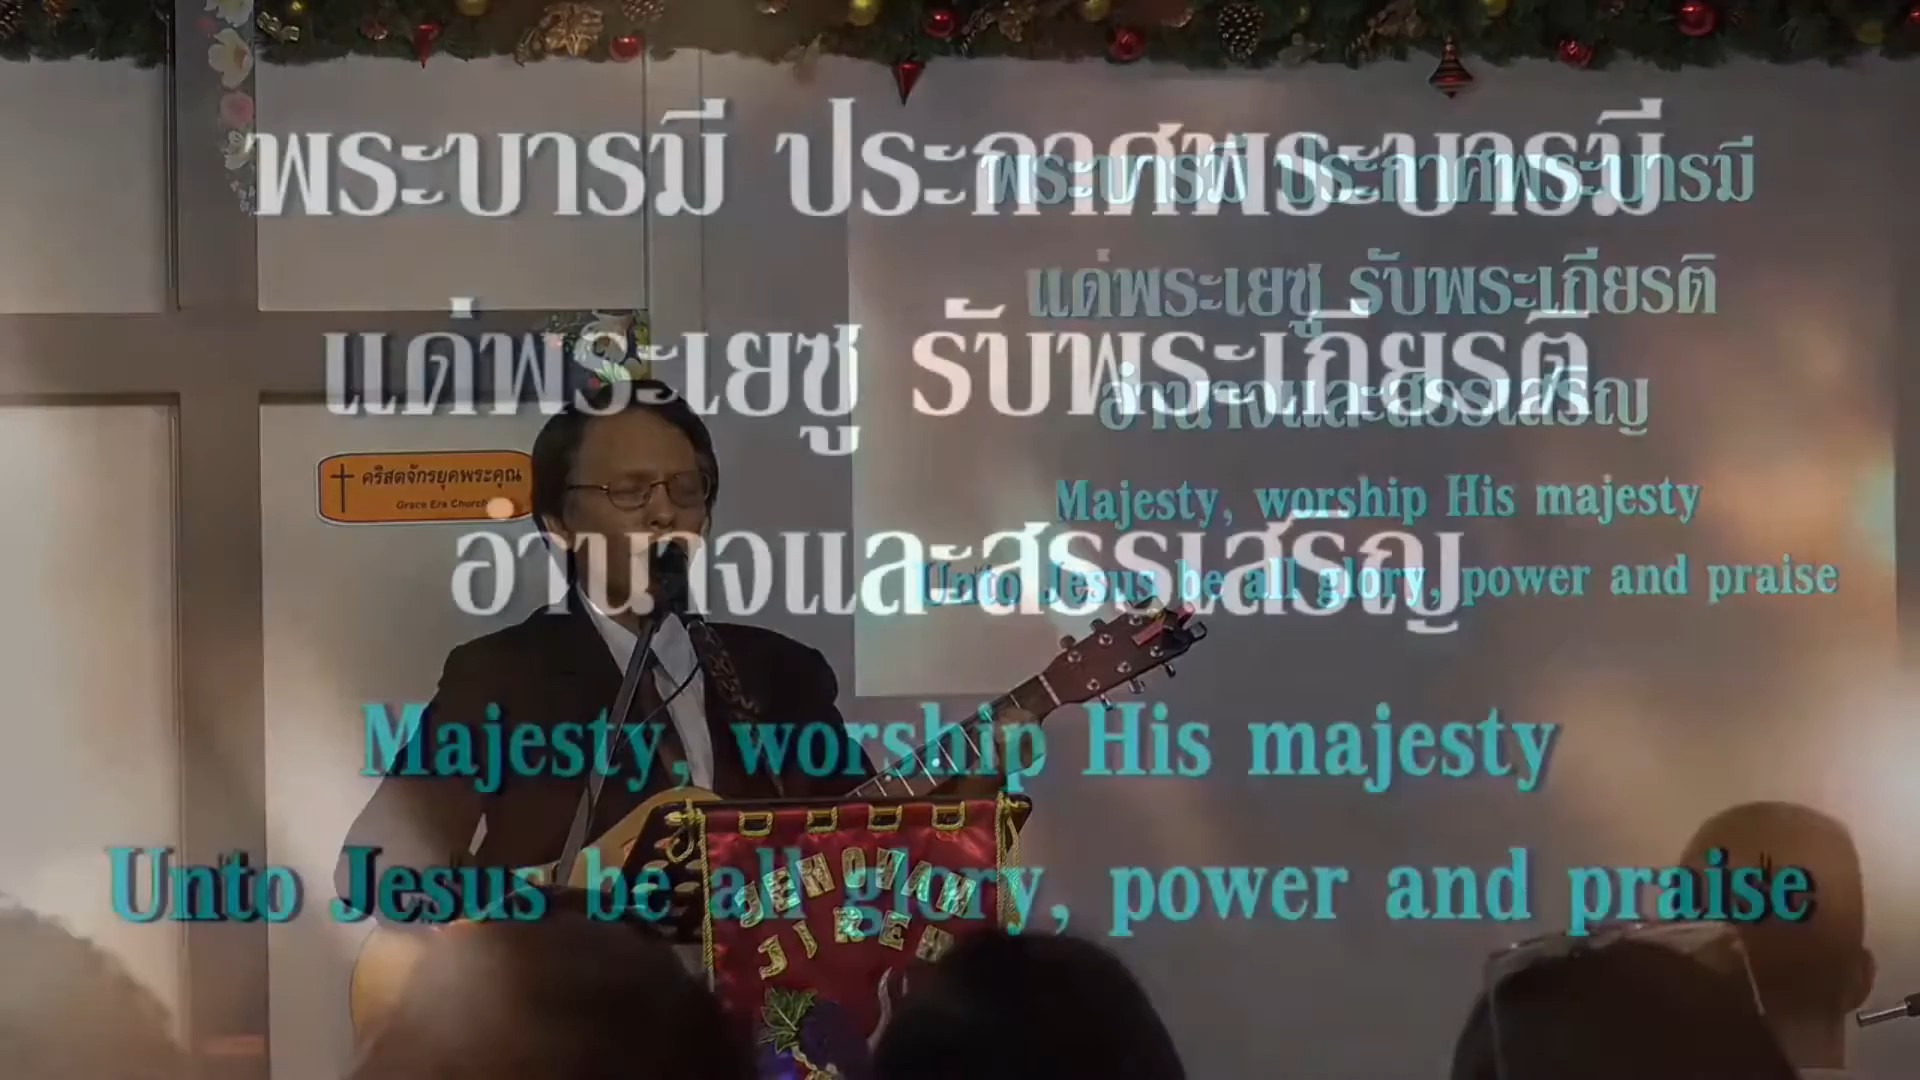 พระบารมี ประกาศพระบารมี
แด่พระเยซู รับพระเกียรติ
อำนาจและสรรเสริญ
Majesty, worship His majesty
Unto Jesus be all glory, power and praise
พระบารมี ประกาศพระบารมี
แด่พระเยซู รับพระเกียรติ
อำนาจและสรรเสริญ
Majesty, worship His majesty
Unto Jesus be all glory, power and praise
คริสตจักรยุคพระคุณ
Grace Era Church
JEHOVAH
JIREH